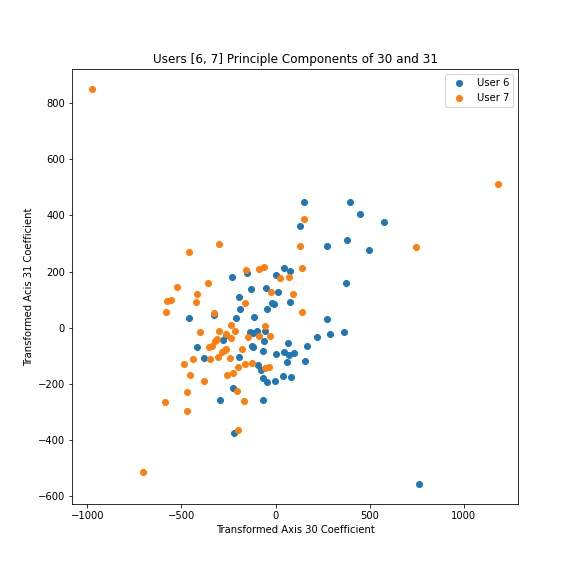 Users [6, 7] Principle Components of 30 and 31
User 6
User 7
Transformed Acis 31 Coefficient
800
600
400
200
0
−200
−400
−600
−1000
−500
0
500
1000
Transformed Axis 30 Coefficient